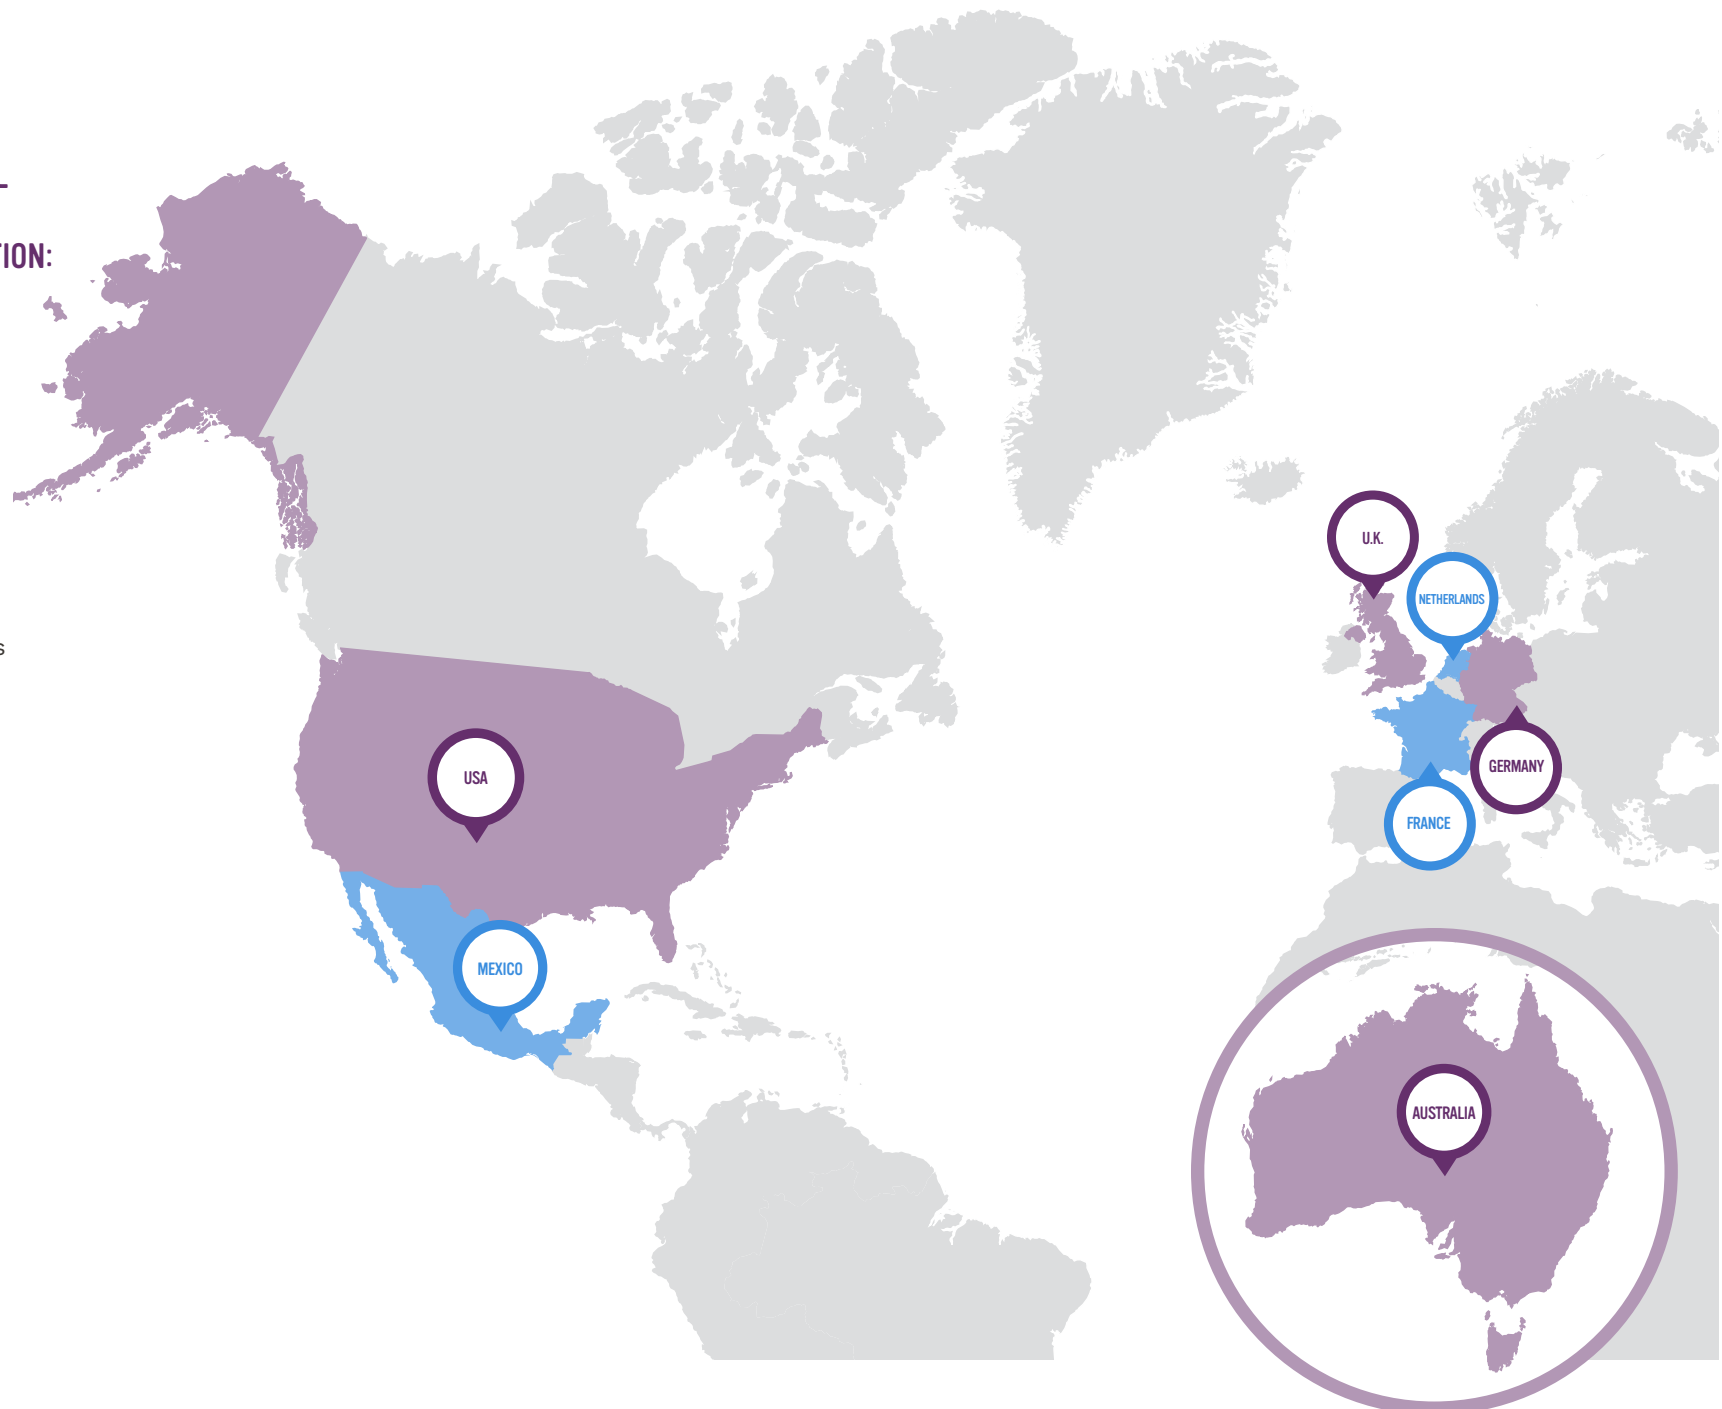 TION:
s
U.K.
NETHERLANDS
USA
GERMANY
FRANCE
MEXICO
AUSTRALIA